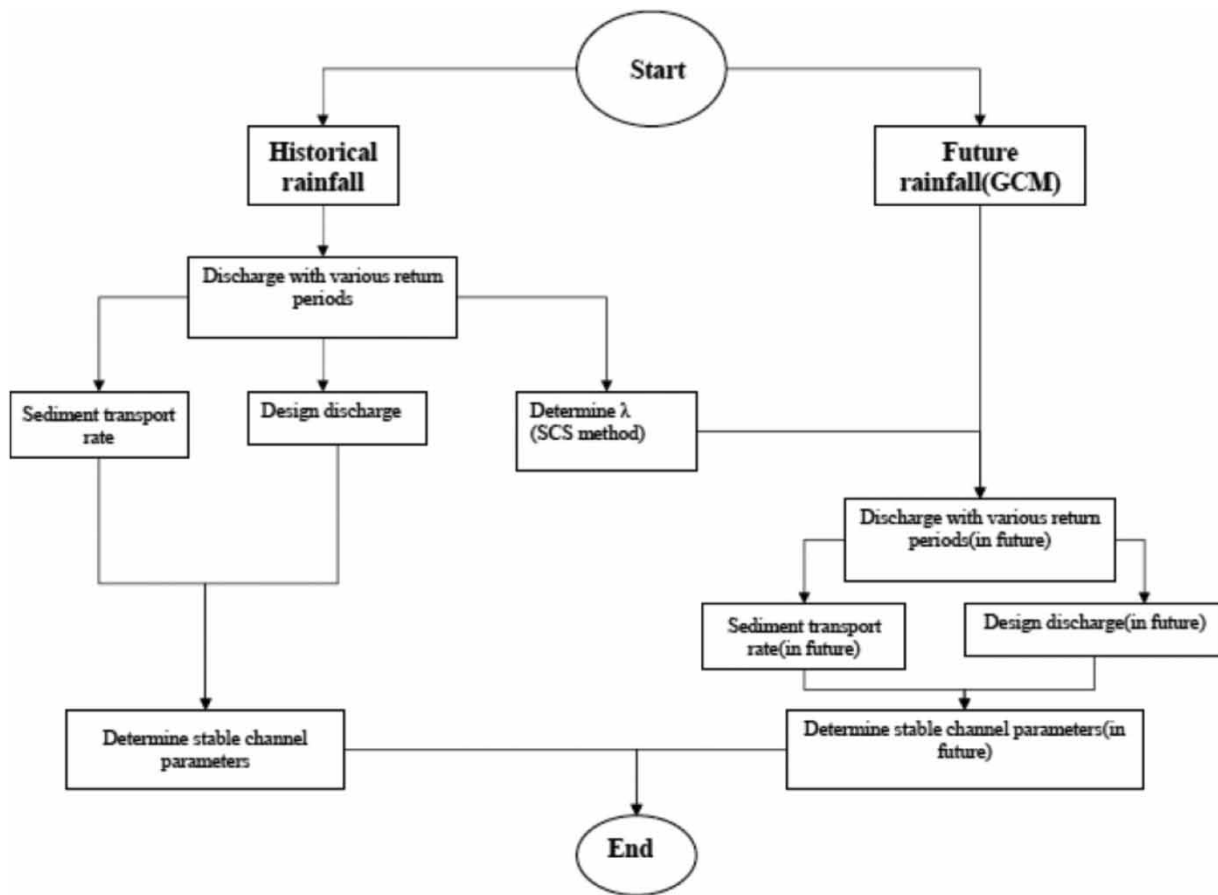 Start
Historical
rainfall
Future
rainfall(GCM)
Discharge with various return
periods
Sediment transport
rate
Design discharge
Determine λ
(SCS method)
Discharge with various return
periods(in future)
Sediment transport
rate(in future)
Design discharge(in future)
Determine stable channel
parameters
Determine stable channel parameters(in
future)
End